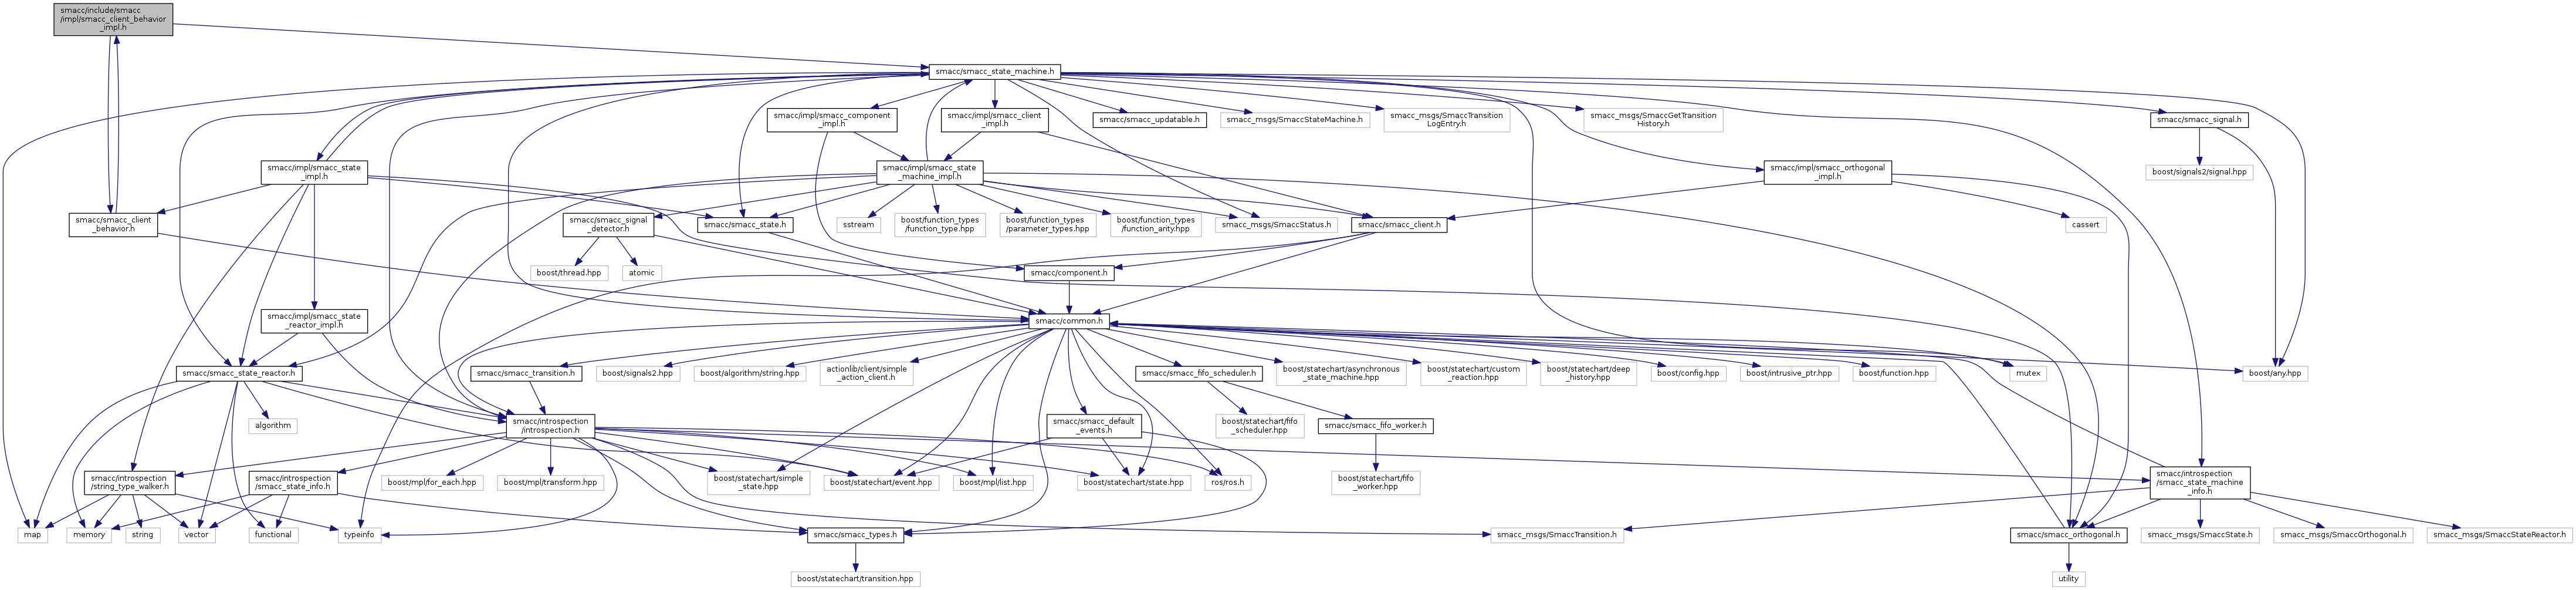 smacc/include/smacc
/impl/smacc_client_behavior
_impl.h
smacc/smacc_state_machine.h
smacc/impl/smacc_component
_impl.h
smacc/impl/smacc_client
_impl.h
smacc/smacc_updatable.h
smacc_msgs/SmaccStateMachine.h
smacc_msgs/SmaccTransition
LogEntry.h
smacc_msgs/SmaccGetTransition
History.h
smacc/smacc_signal.h
smacc/impl/smacc_state
_impl.h
smacc/impl/smacc_state
_machine_impl.h
smacc/impl/smacc_orthogonal
_impl.h
boost/signals2/signal.hpp
smacc/smacc_client
_behavior.h
smacc/smacc_signal
_detector.h
smacc/smacc_state.h
sstream
boost/function_types
/function_type.hpp
boost/function_types
/parameter_types.hpp
boost/function_types
/function_arity.hpp
smacc_msgs/SmaccStatus.h
smacc/smacc_client.h
cassert
boost/thread.hpp
atomic
smacc/component.h
smacc/impl/smacc_state
_reactor_impl.h
smacc/common.h
smacc/smacc_state_reactor.h
smacc/smacc_transition.h
boost/signals2.hpp
boost/algorithm/string.hpp
actionlib/client/simple
_action_client.h
smacc/smacc_fifo_scheduler.h
boost/statechart/asynchronous
_state_machine.hpp
boost/statechart/custom
_reaction.hpp
boost/statechart/deep
_history.hpp
boost/config.hpp
boost/intrusive_ptr.hpp
boost/function.hpp
mutex
boost/any.hpp
algorithm
smacc/introspection
/introspection.h
smacc/smacc_default
_events.h
boost/statechart/fifo
_scheduler.hpp
smacc/smacc_fifo_worker.h
smacc/introspection
/string_type_walker.h
smacc/introspection
/smacc_state_info.h
boost/mpl/for_each.hpp
boost/mpl/transform.hpp
boost/statechart/simple
_state.hpp
boost/statechart/event.hpp
boost/mpl/list.hpp
boost/statechart/state.hpp
ros/ros.h
boost/statechart/fifo
_worker.hpp
smacc/introspection
/smacc_state_machine
_info.h
map
memory
string
vector
functional
typeinfo
smacc/smacc_types.h
smacc_msgs/SmaccTransition.h
smacc/smacc_orthogonal.h
smacc_msgs/SmaccState.h
smacc_msgs/SmaccOrthogonal.h
smacc_msgs/SmaccStateReactor.h
boost/statechart/transition.hpp
utility